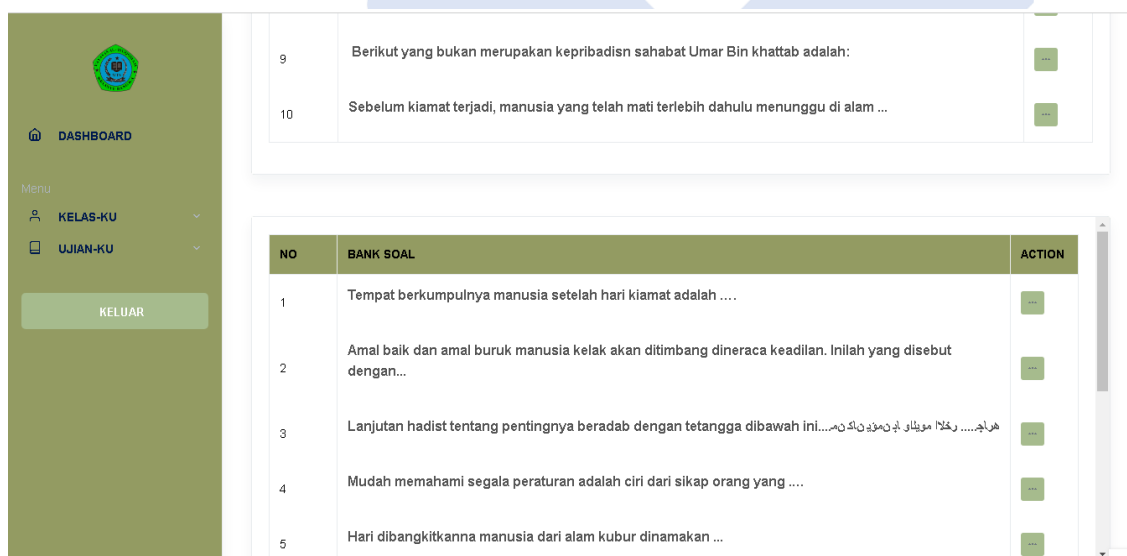 9 Berikut yang bukan merupakan kepribadisn sahabat Umar Bin khattab adalah: ...
10 Sebelum kiamat terjadi, manusia yang telah mati terlebih dahulu menunggu di alam ... ...
DASHBOARD
Menu
KELAS-KU
UJIAN-KU
KELUAR
NO BANK SOAL ACTION
1 Tempat berkumpulnya manusia setelah hari kiamat adalah .... ...
2 Amal baik dan amal buruk manusia kelak akan ditimbang dineraca keadilan. Inilah yang disebut
dengan... ...
3 Lanjutan hadist tentang pentingnya beradab dengan tetangga dibawah ini.... ...
4 Mudah memahami segala peraturan adalah ciri dari sikap orang yang .... ...
5 Hari dibangkitkanna manusia dari alam kubur dinamakan ... ...